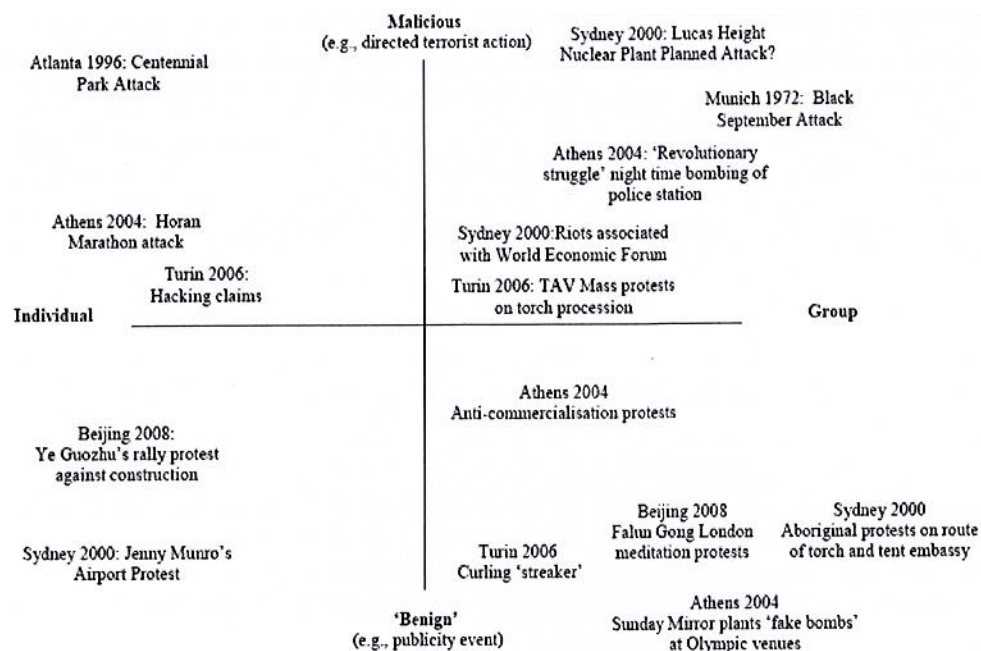 Malicious
(e.g., directed terrorist action)
Sydney 2000: Lucas Height
Nuclear Plant Planned Attack?
Atlanta 1996: Centennial
Park Attack
Munich 1972: Black
September Attack
Athens 2004: ‘Revolutionary
struggle’ night time bombing of
police station
Athens 2004: Horan
Marathon attack
Sydney 2000:Riots associated
with World Economic Forum
Turin 2006:
Hacking claims
Turin 2006: TAV Mass protests
on torch procession
Individual
Group
Athens 2004
Anti-commercialisation protests
Beijing 2008:
Ye Guozhu’s rally protest
against construction
Beijing 2008
Falun Gong London
meditation protests
Sydney 2000
Aboriginal protests on route
of torch and tent embassy
Sydney 2000: Jenny Munro’s
Airport Protest
Turin 2006
Curling ‘streaker’
Athens 2004
Sunday Mirror plants ‘fake bombs’
at Olympic venues
‘Benign’
(e.g., publicity event)